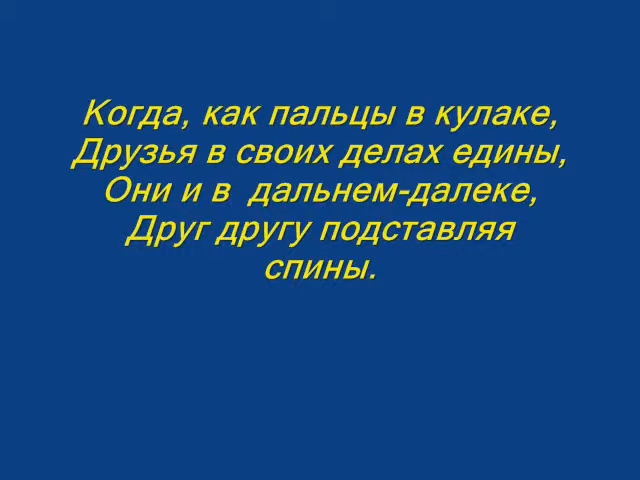 Когда, как пальцы в кулаке,
Друзья в своих делах едины,
Они и в  дальнем-далеке,
Друг другу подставляя
спины.